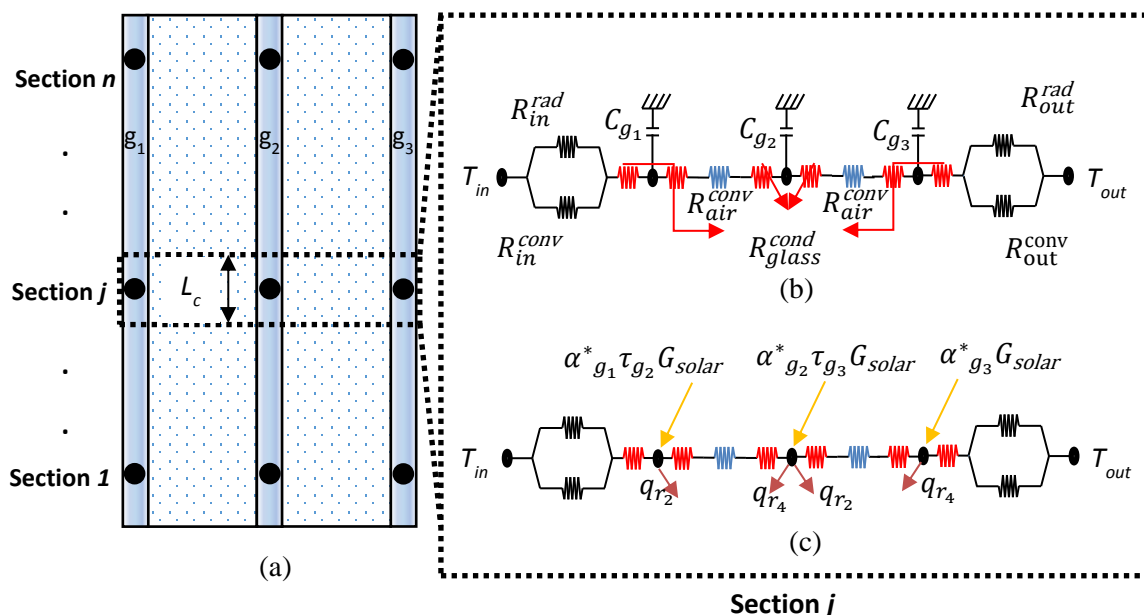 Section n
.
.
.
Section j
.
.
.
Section 1
g₁
g₂
g₃
L_c
(a)
R_in^rad
R_out^rad
C_g₁
C_g₂
C_g₃
T_in
T_out
R_air^conv
R_air^conv
R_in^conv
R_glass^cond
R_out^conv
(b)
α*_g₁ τ_g₂ G_solar
α*_g₂ τ_g₃ G_solar
α*_g₃ G_solar
T_in
T_out
q_r₂
q_r₄
q_r₂
q_r₄
(c)
Section j